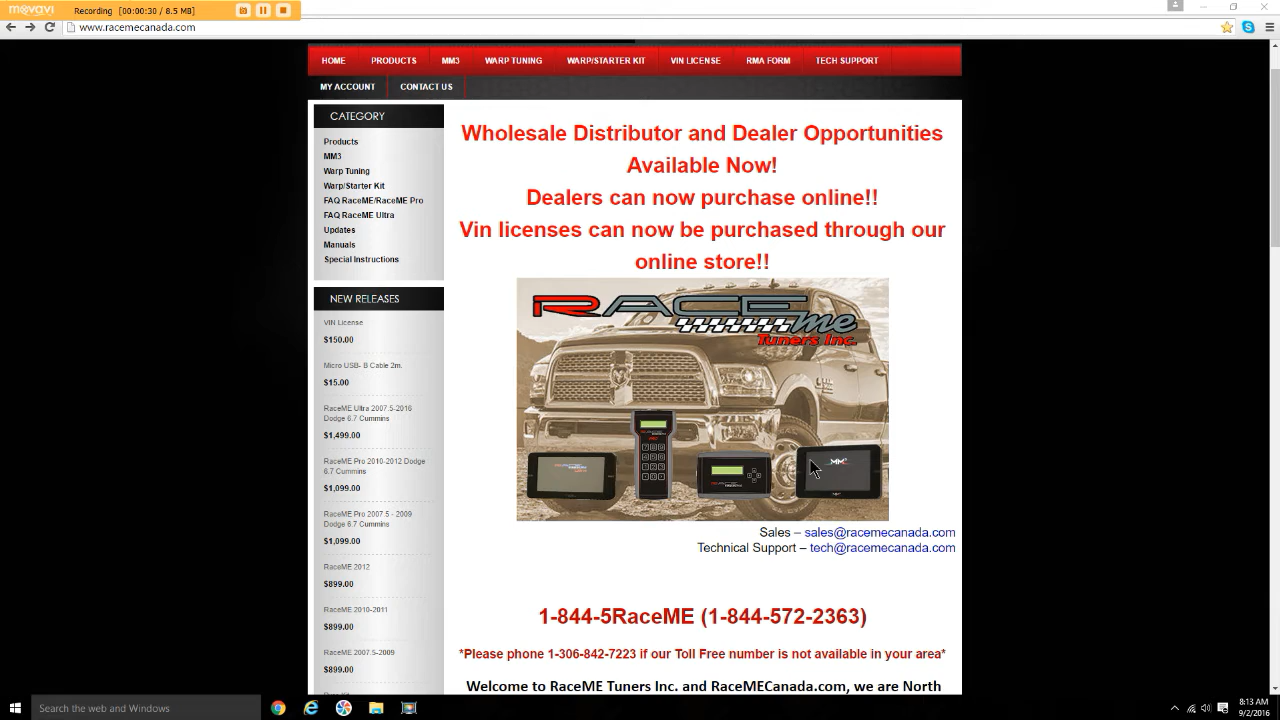 movavi
Recording [ 00:00:30 / 8.5 MB ]
www.racemecanada.com
HOME PRODUCTS MM3 WARP TUNING WARP/STARTER KIT VIN LICENSE RMA FORM TECH SUPPORT
MY ACCOUNT CONTACT US
CATEGORY
Products
MM3
Warp Tuning
Warp/Starter Kit
FAQ RaceME/RaceME Pro
FAQ RaceME Ultra
Updates
Manuals
Special Instructions
NEW RELEASES
VIN License
$150.00
Micro USB- B Cable 2m.
$15.00
RaceME Ultra 2007.5-2016
Dodge 6.7 Cummins
$1,499.00
RaceME Pro 2010-2012 Dodge
6.7 Cummins
$1,099.00
RaceME Pro 2007.5 - 2009
Dodge 6.7 Cummins
$1,099.00
RaceME 2012
$899.00
RaceME 2010-2011
$899.00
RaceME 2007.5-2009
$899.00
Wholesale Distributor and Dealer Opportunities
Available Now!
Dealers can now purchase online!!
Vin licenses can now be purchased through our
online store!!
RACE me
Tuners Inc.
MM3
Sales – sales@racemecanada.com
Technical Support – tech@racemecanada.com
1-844-5RaceME (1-844-572-2363)
*Please phone 1-306-842-7223 if our Toll Free number is not available in your area*
Welcome to RaceME Tuners Inc. and RaceMECanada.com, we are North
Search the web and Windows
8:13 AM
9/2/2016